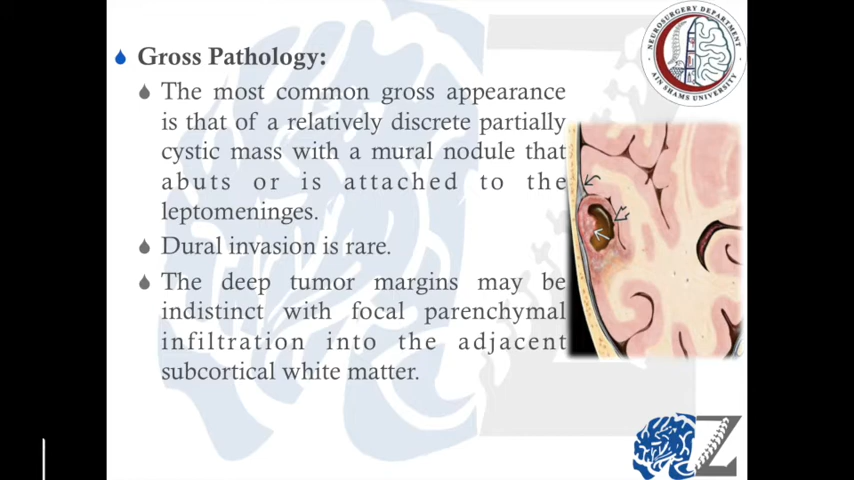 Gross Pathology:
The most common gross appearance
is that of a relatively discrete partially
cystic mass with a mural nodule that
abuts or is attached to the
leptomeninges.
Dural invasion is rare.
The deep tumor margins may be
indistinct with focal parenchymal
infiltration into the adjacent
subcortical white matter.
NEUROSURGERY DEPARTMENT
AIN SHAMS UNIVERSITY
Z